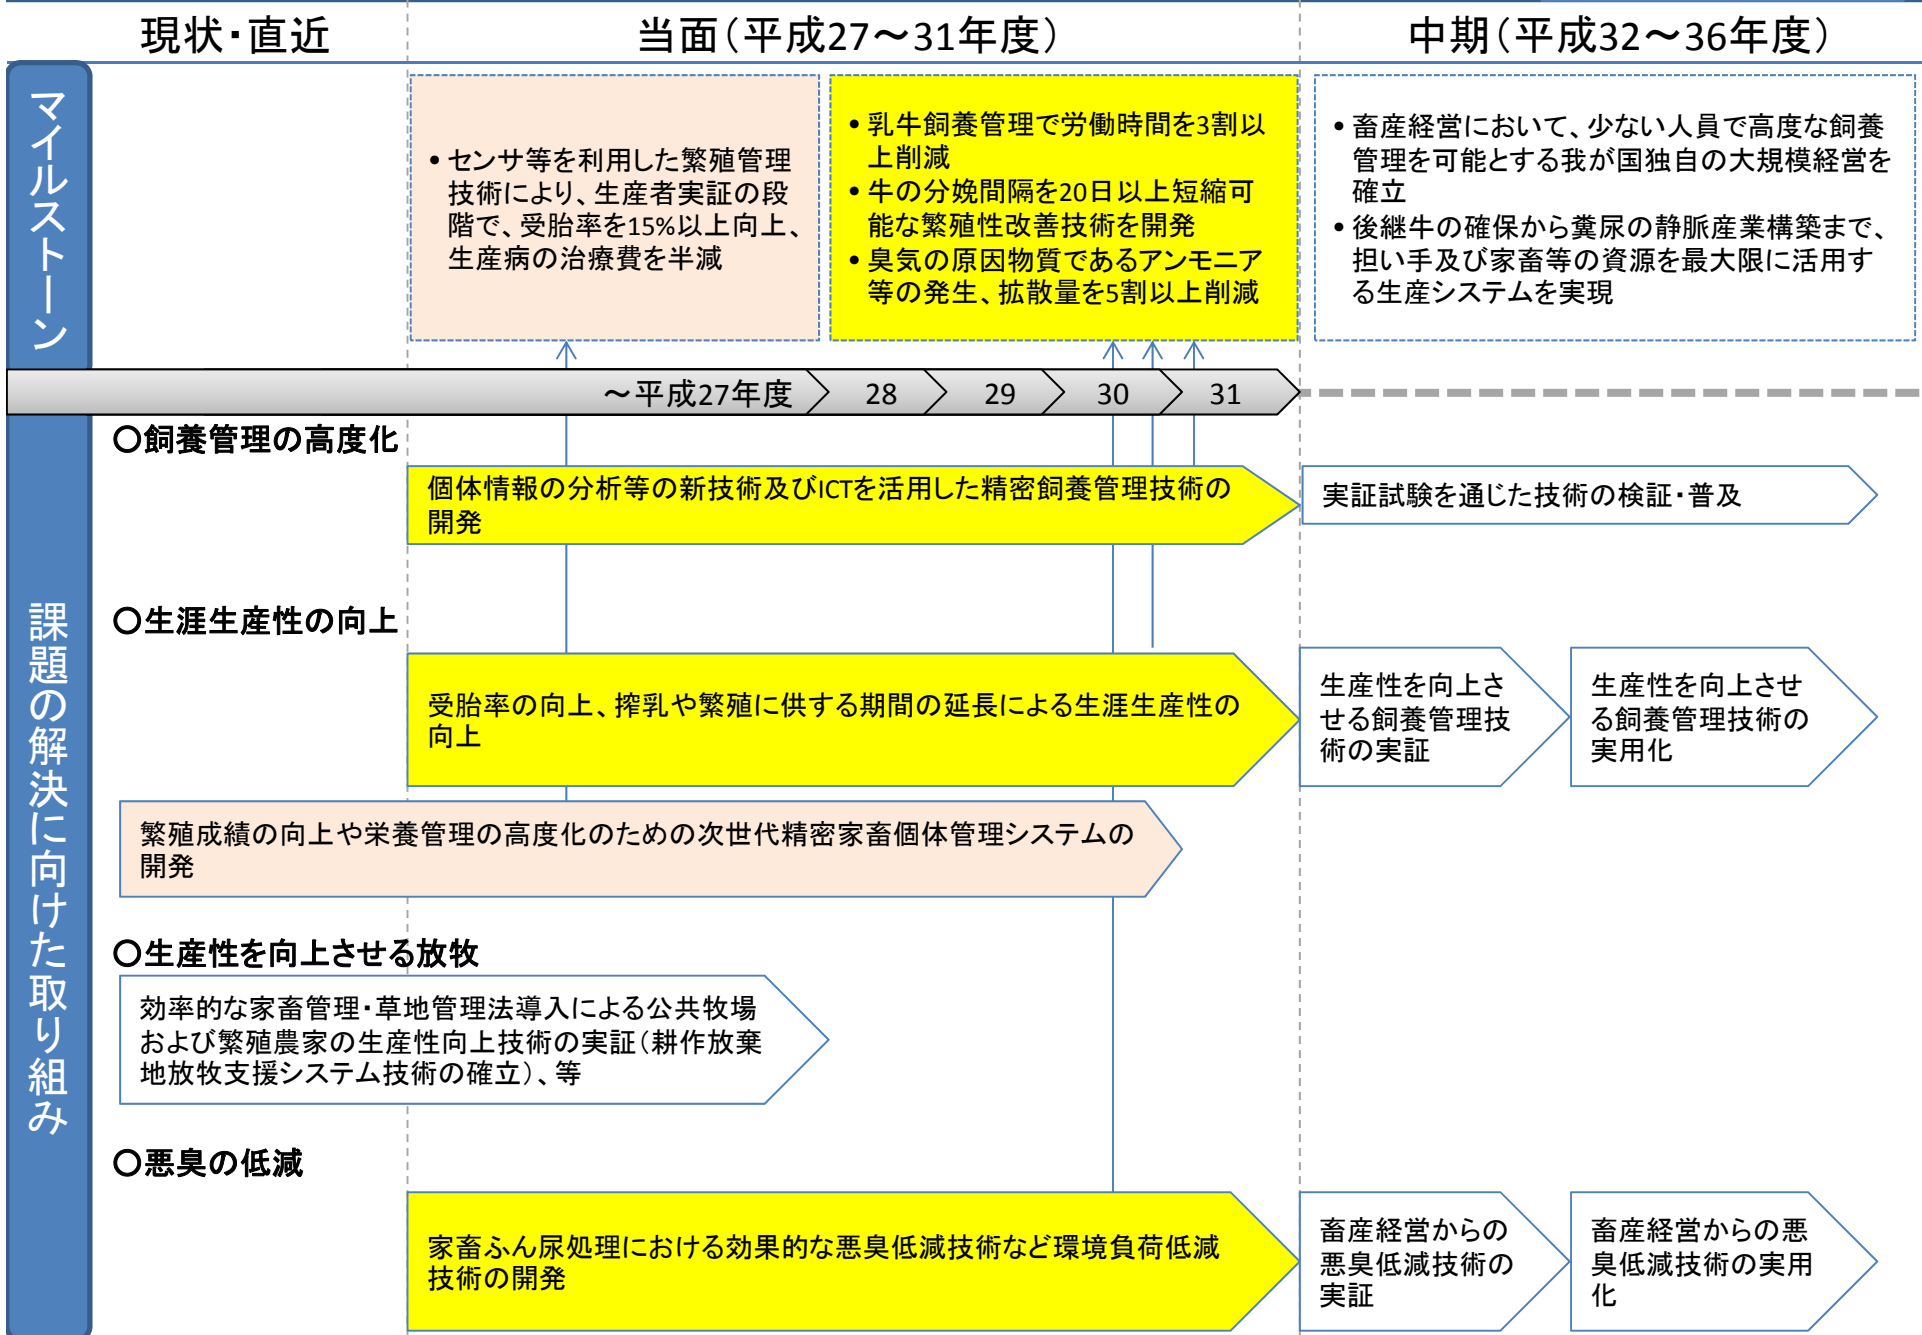 現状・直近
当面(平成27~31年度)
中期(平成32~36年度)
マイルストーン
•センサ等を利用した繁殖管理
技術により、生産者実証の段
階で、受胎率を15%以上向上、
生産病の治療費を半減
•乳牛飼養管理で労働時間を3割以
上削減
•牛の分娩間隔を20日以上短縮可
能な繁殖性改善技術を開発
•臭気の原因物質であるアンモニア
等の発生、拡散量を5割以上削減
•畜産経営において、少ない人員で高度な飼養
管理を可能とする我が国独自の大規模経営を
確立
•後継牛の確保から糞尿の静脈産業構築まで、
担い手及び家畜等の資源を最大限に活用す
る生産システムを実現
~平成27年度
28
29
30
31
課題の解決に向けた取り組み
○飼養管理の高度化
個体情報の分析等の新技術及びICTを活用した精密飼養管理技術の
開発
実証試験を通じた技術の検証・普及
○生涯生産性の向上
受胎率の向上、搾乳や繁殖に供する期間の延長による生涯生産性の
向上
生産性を向上さ
せる飼養管理技
術の実証
生産性を向上させ
る飼養管理技術の
実用化
繁殖成績の向上や栄養管理の高度化のための次世代精密家畜個体管理システムの
開発
○生産性を向上させる放牧
効率的な家畜管理・草地管理法導入による公共牧場
および繁殖農家の生産性向上技術の実証(耕作放棄
地放牧支援システム技術の確立)、等
○悪臭の低減
家畜ふん尿処理における効果的な悪臭低減技術など環境負荷低減
技術の開発
畜産経営からの
悪臭低減技術の
実証
畜産経営からの悪
臭低減技術の実用
化